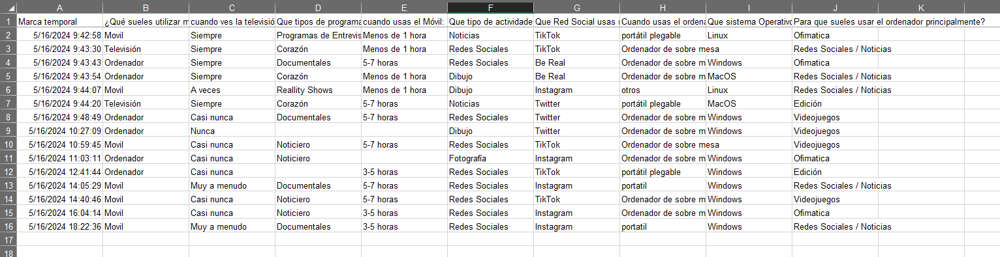 A B C D E F G H I J K
1 Marca temporal ¿Qué sueles utilizar m cuando ves la televisió Que tipos de programa cuando usas el Móvil: Que tipo de actividade Que Red Social usas Cuando usas el ordena Que sistema Operativo Para que sueles usar el ordenador principalmente?
2 5/16/2024 9:42:58 Movil Siempre Programas de Entrevis Menos de 1 hora Noticias TikTok portátil plegable Linux Ofimatica
3 5/16/2024 9:43:30 Televisión Siempre Corazón Menos de 1 hora Redes Sociales TikTok Ordenador de sobre mesa Redes Sociales / Noticias
4 5/16/2024 9:43:43 Ordenador Siempre Documentales 5-7 horas Redes Sociales Be Real Ordenador de sobre m Windows Ofimatica
5 5/16/2024 9:43:54 Ordenador Siempre Corazón Menos de 1 hora Dibujo Be Real Ordenador de sobre m MacOS Redes Sociales / Noticias
6 5/16/2024 9:44:07 Movil A veces Reallity Shows Menos de 1 hora Dibujo Instagram otros Linux Redes Sociales / Noticias
7 5/16/2024 9:44:20 Televisión Siempre Corazón 5-7 horas Noticias Twitter portátil plegable MacOS Edición
8 5/16/2024 9:48:49 Ordenador Casi nunca Documentales 5-7 horas Redes Sociales Twitter Ordenador de sobre m Windows Videojuegos
9 5/16/2024 10:27:09 Ordenador Nunca Dibujo Twitter Ordenador de sobre m Windows Videojuegos
10 5/16/2024 10:59:45 Movil Casi nunca Noticiero 5-7 horas Redes Sociales TikTok Ordenador de sobre mesa Videojuegos
11 5/16/2024 11:03:11 Ordenador Casi nunca Noticiero Fotografía Instagram Ordenador de sobre m Windows Ofimatica
12 5/16/2024 12:41:44 Ordenador Casi nunca 3-5 horas Redes Sociales TikTok portátil plegable Windows Edición
13 5/16/2024 14:05:29 Movil Muy a menudo Documentales 5-7 horas Redes Sociales Instagram portatil Windows Redes Sociales / Noticias
14 5/16/2024 14:40:46 Movil Casi nunca Noticiero 5-7 horas Redes Sociales TikTok Ordenador de sobre m Windows Videojuegos
15 5/16/2024 16:04:14 Movil Casi nunca Noticiero 3-5 horas Redes Sociales Instagram Ordenador de sobre m Windows Ofimatica
16 5/16/2024 18:22:36 Movil Muy a menudo Documentales 3-5 horas Redes Sociales Instagram portatil Windows Redes Sociales / Noticias
17
18